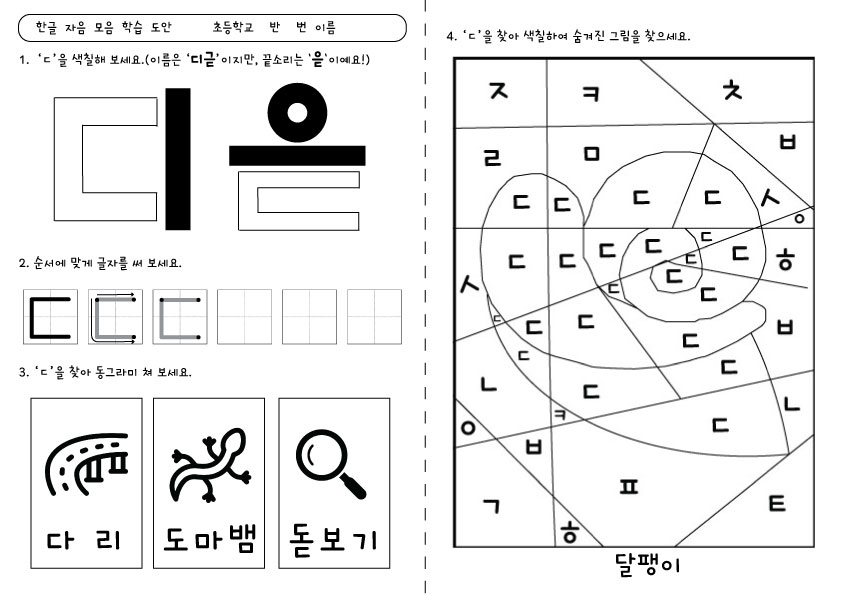 한글 자음 모음 학습 도안 초등학교 반 번 이름
1. ‘ㄷ’을 색칠해 보세요.(이름은 ‘디귿’이지만, 끝소리는 ‘읃’이예요!)
디읃
2. 순서에 맞게 글자를 써 보세요.
ㄷ ㄷ ㄷ
3. ‘ㄷ’을 찾아 동그라미 쳐 보세요.
다 리
도마뱀
돋보기
4. ‘ㄷ’을 찾아 색칠하여 숨겨진 그림을 찾으세요.
ㅈ ㅋ ㅊ
ㄹ ㅁ ㅂ
ㄷ ㄷ ㄷ ㄷ ㅅ
ㅇ
ㄷ ㄷ ㄷ ㄷ ㄷ ㄷ ㄷ ㅎ
ㅅ ㄷ ㄷ ㄷ
ㄷ ㄷ ㄷ ㄷ ㅂ
ㄷ ㄷ
ㄴ ㄷ ㄴ
ㅇ ㅋ ㄷ
ㅂ
ㅍ
ㄱ ㅌ
ㅎ
달팽이